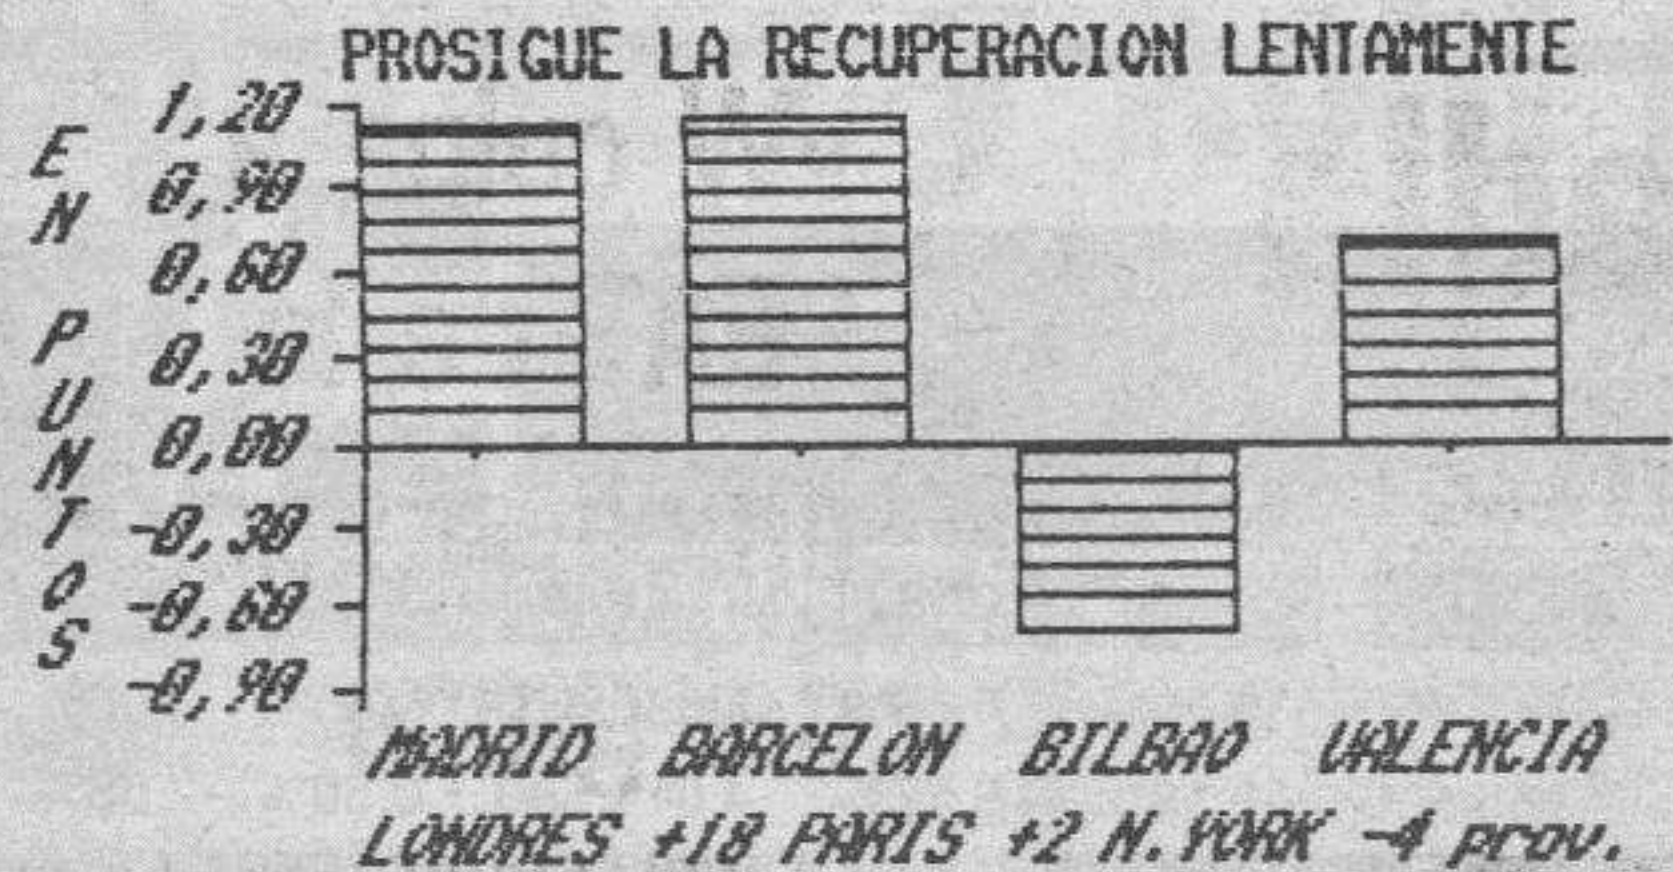 PROSIGUE LA RECUPERACION LENTAMENTE
EN PUNTOS
1,20
0,90
0,60
0,30
0,00
-0,30
-0,60
-0,90
MADRID BARCELON BILBAO VALENCIA
LONDRES +18 PARIS +2 N.YORK -4 prov.